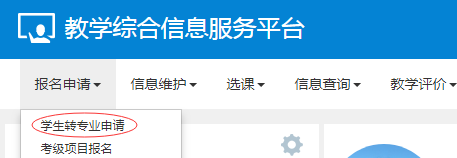 教学综合信息服务平台
报名申请 信息维护 选课 信息查询 教学评价
学生转专业申请
考级项目报名